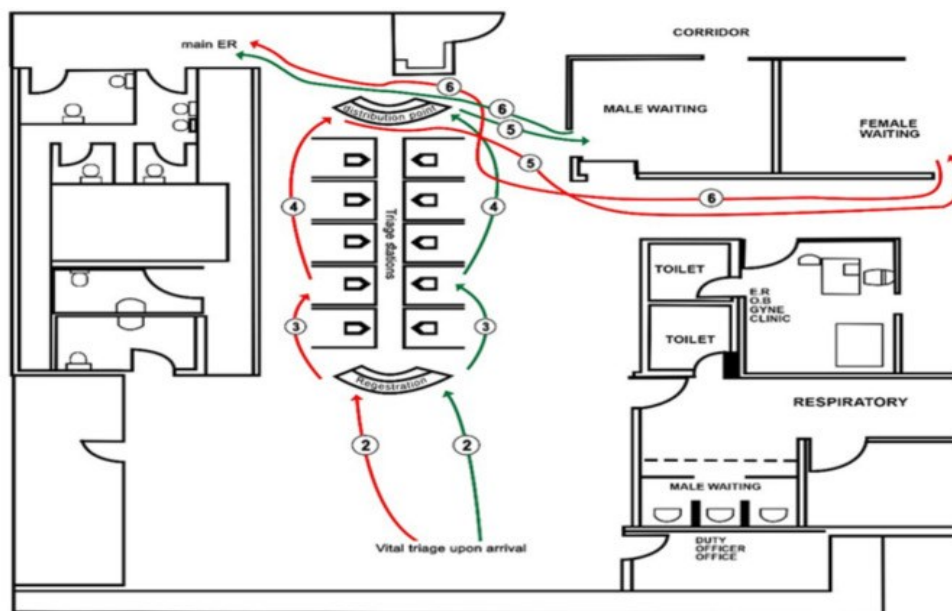 CORRIDOR
main ER
6
distribution point
6
5
MALE WAITING
FEMALE
WAITING
5
4
4
6
Triage stations
TOILET
E.R
O.B
GYNE
CLINIC
3
3
TOILET
Regestration
RESPIRATORY
2
2
MALE WAITING
Vital triage upon arrival
DUTY
OFFICER
OFFICE